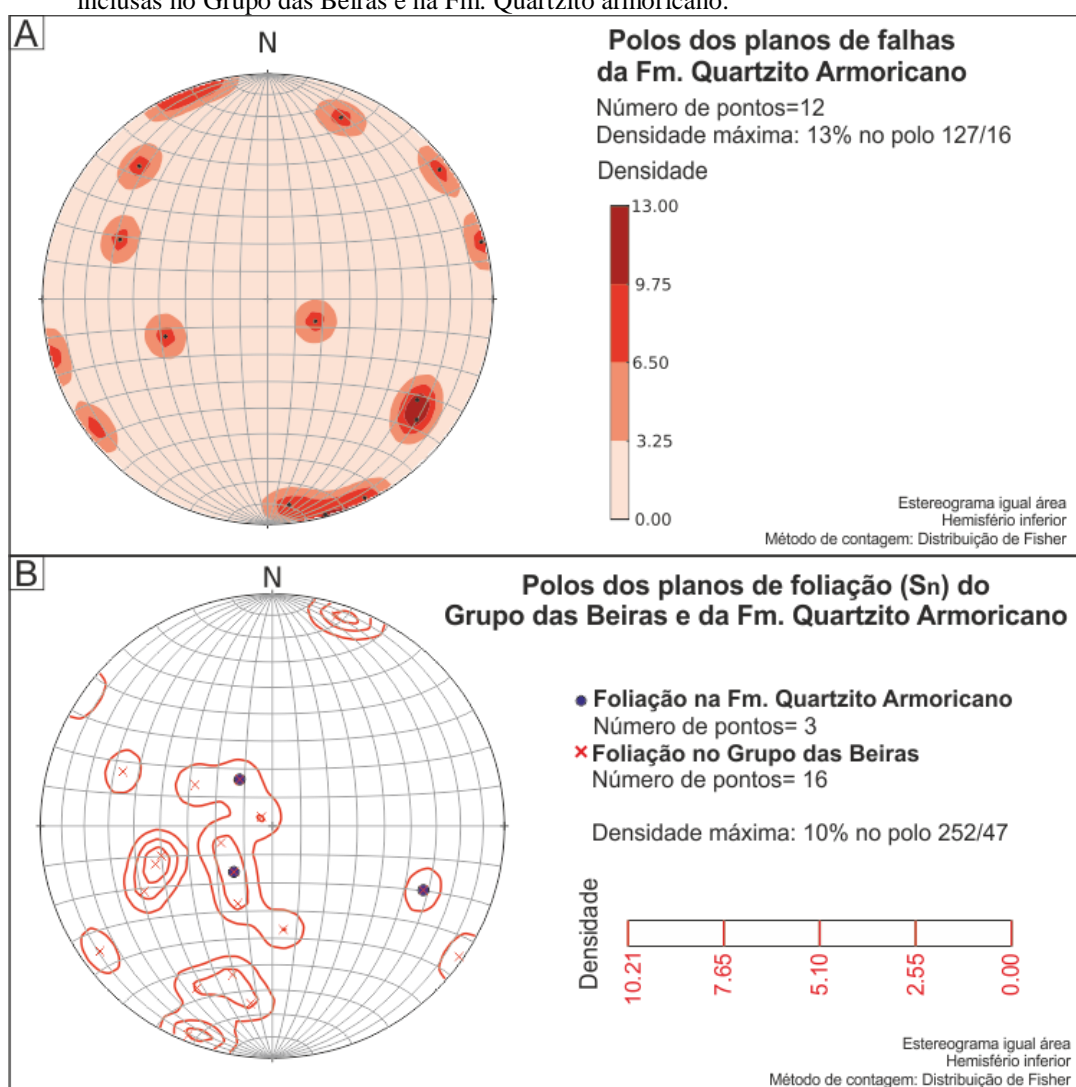 inclusas no Grupo das Beiras e na Fm. Quartzito armoricano.
A
N
Polos dos planos de falhas
da Fm. Quartzito Armoricano
Número de pontos=12
Densidade máxima: 13% no polo 127/16
Densidade
13.00
9.75
6.50
3.25
0.00
Estereograma igual área
Hemisfério inferior
Método de contagem: Distribuição de Fisher
B
N
Polos dos planos de foliação (Sn) do
Grupo das Beiras e da Fm. Quartzito Armoricano
Foliação na Fm. Quartzito Armoricano
Número de pontos= 3
Foliação no Grupo das Beiras
Número de pontos= 16
Densidade máxima: 10% no polo 252/47
Densidade
10.21
7.65
5.10
2.55
0.00
Estereograma igual área
Hemisfério inferior
Método de contagem: Distribuição de Fisher